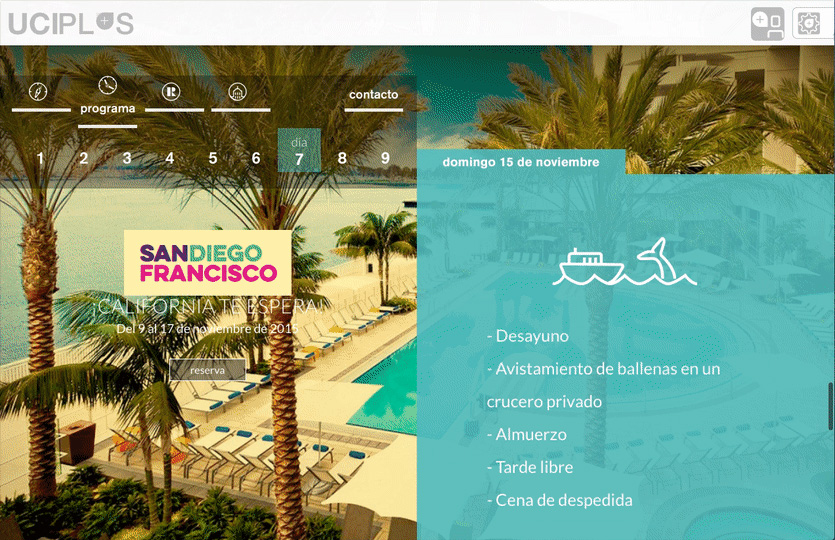 UCIPLUS
programa
contacto
día
1 2 3 4 5 6 7 8 9
domingo 15 de noviembre
SANDIEGO
FRANCISCO
¡CALIFORNIA TE ESPERA!
Del 9 al 17 de noviembre de 2015
reserva
- Desayuno
- Avistamiento de ballenas en un
crucero privado
- Almuerzo
- Tarde libre
- Cena de despedida